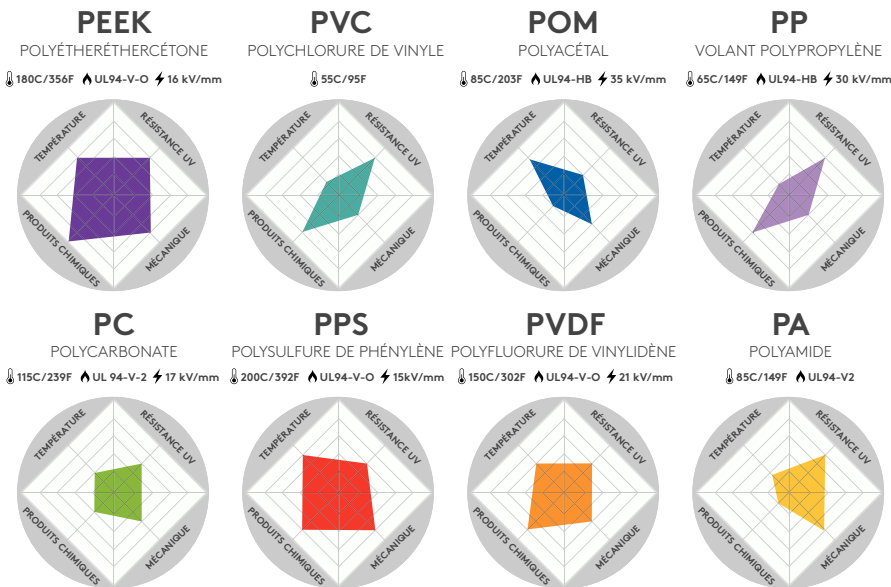 PEEK
POLYÉTHERÉTHERCÉTONE
180C/356F UL94-V-O 16 kV/mm
TEMPÉRATURE
RÉSISTANCE UV
PRODUITS CHIMIQUES
MÉCANIQUE
PVC
POLYCHLORURE DE VINYLE
55C/95F
TEMPÉRATURE
RÉSISTANCE UV
PRODUITS CHIMIQUES
MÉCANIQUE
POM
POLYACÉTAL
85C/203F UL94-HB 35 kV/mm
TEMPÉRATURE
RÉSISTANCE UV
PRODUITS CHIMIQUES
MÉCANIQUE
PP
VOLANT POLYPROPYLÈNE
65C/149F UL94-HB 30 kV/mm
TEMPÉRATURE
RÉSISTANCE UV
PRODUITS CHIMIQUES
MÉCANIQUE
PC
POLYCARBONATE
115C/239F UL 94-V-2 17 kV/mm
TEMPÉRATURE
RÉSISTANCE UV
PRODUITS CHIMIQUES
MÉCANIQUE
PPS
POLYSULFURE DE PHÉNYLÈNE
200C/392F UL94-V-O 15kV/mm
TEMPÉRATURE
RÉSISTANCE UV
PRODUITS CHIMIQUES
MÉCANIQUE
PVDF
POLYFLUORURE DE VINYLIDÈNE
150C/302F UL94-V-O 21 kV/mm
TEMPÉRATURE
RÉSISTANCE UV
PRODUITS CHIMIQUES
MÉCANIQUE
PA
POLYAMIDE
85C/149F UL94-V2
TEMPÉRATURE
RÉSISTANCE UV
PRODUITS CHIMIQUES
MÉCANIQUE